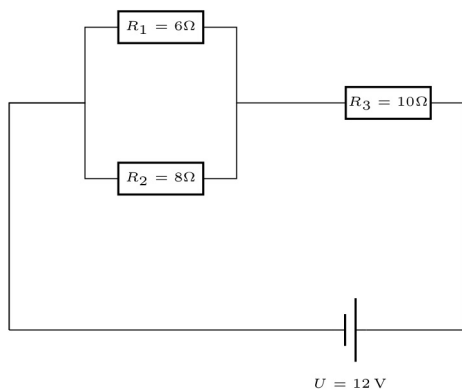 R₁ = 6Ω
R₃ = 10Ω
R₂ = 8Ω
U = 12 V